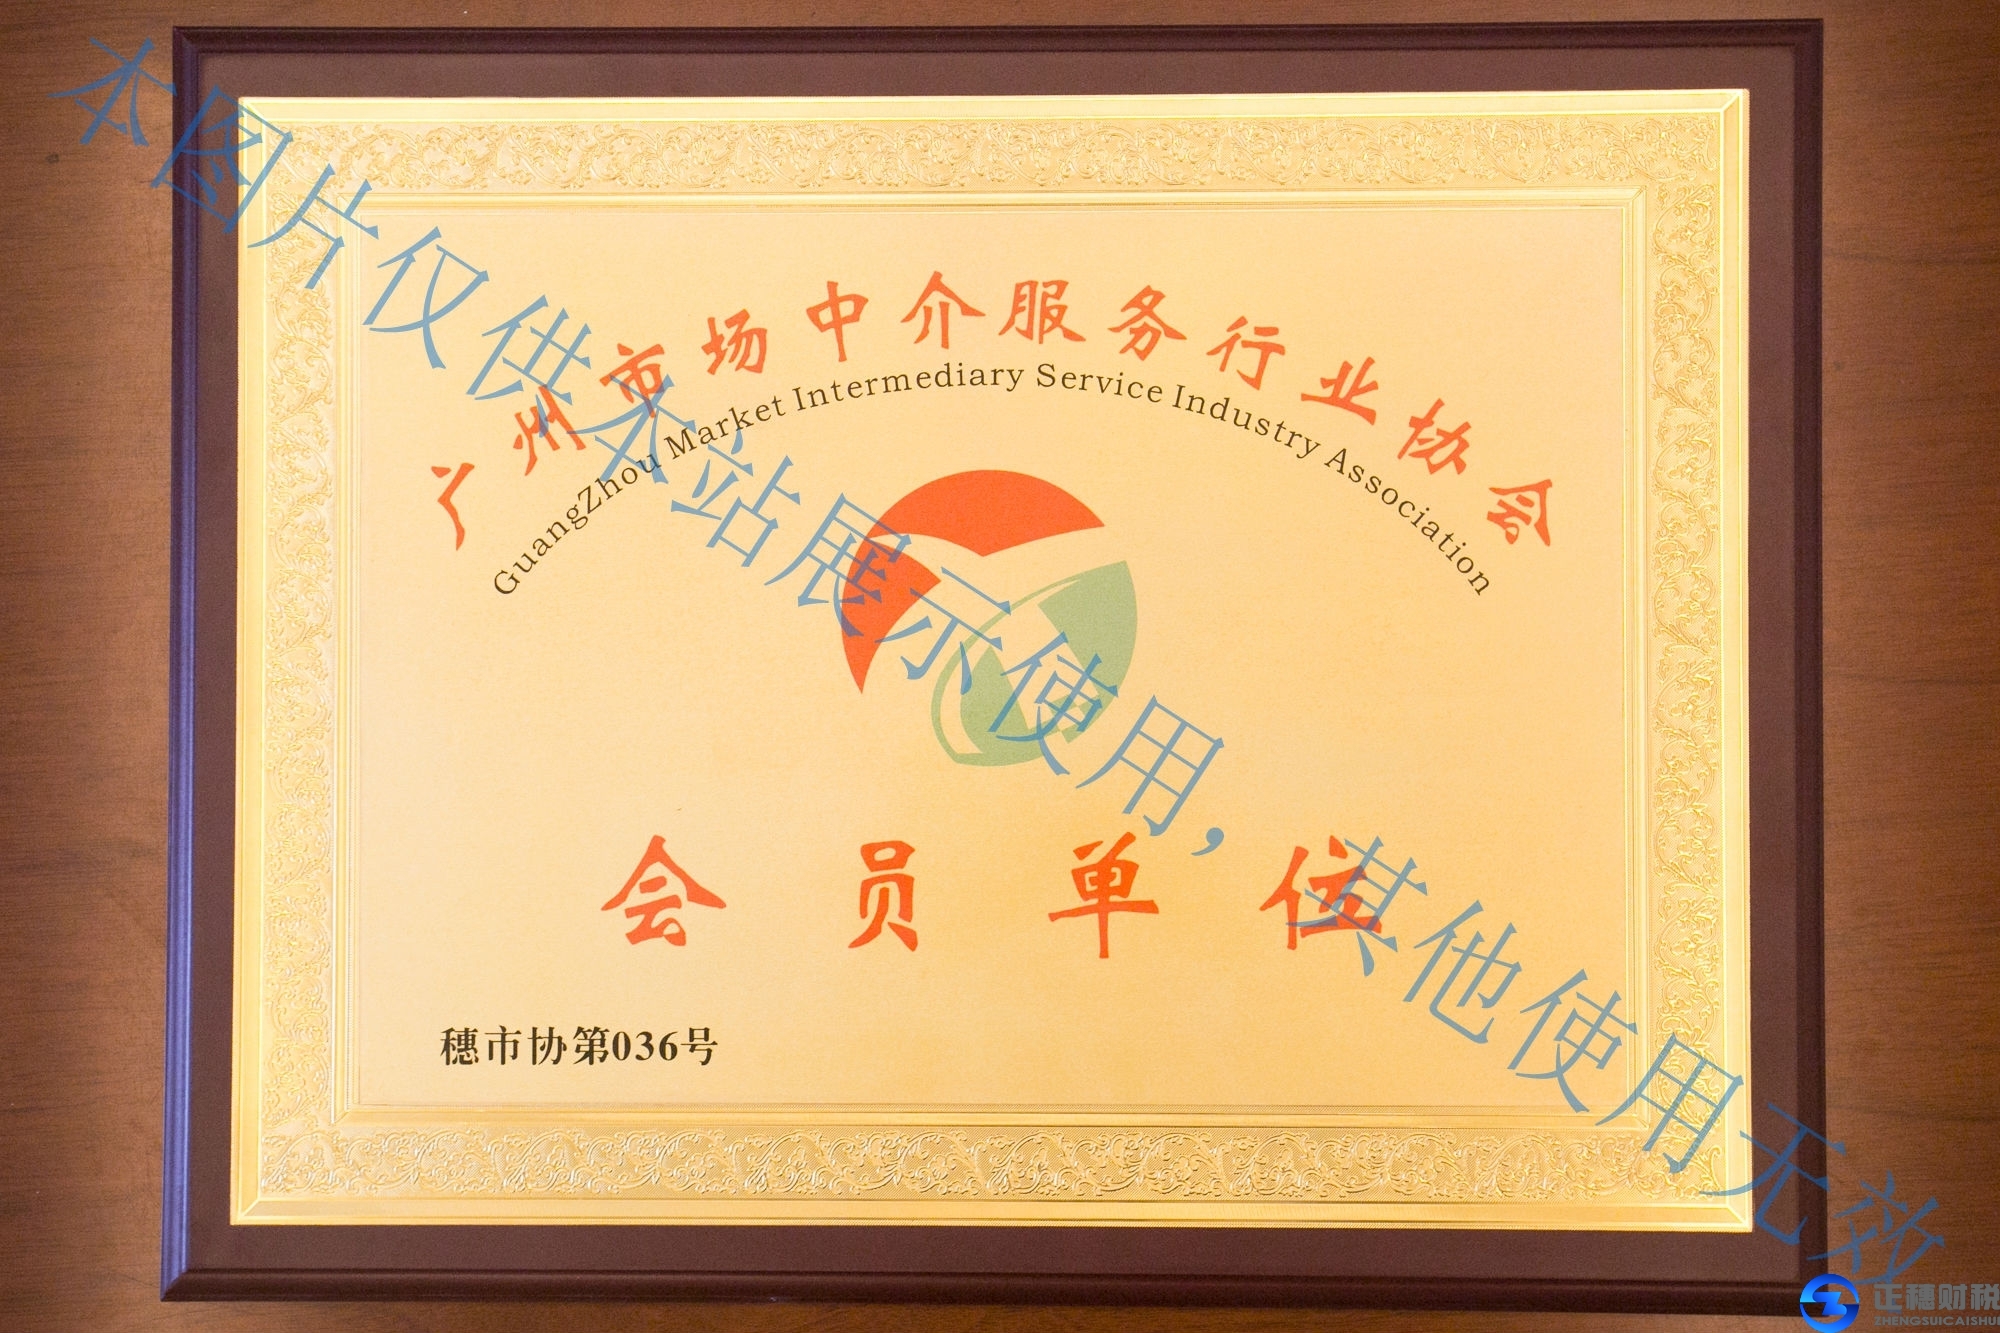 广州市场中介服务行业协会
GuangZhou Market Intermediary Service Industry Association
会员单位
穗市协第036号
本图片仅供本站展示使用，其他使用无效
正穗财税
ZHENGSUICAISHUI